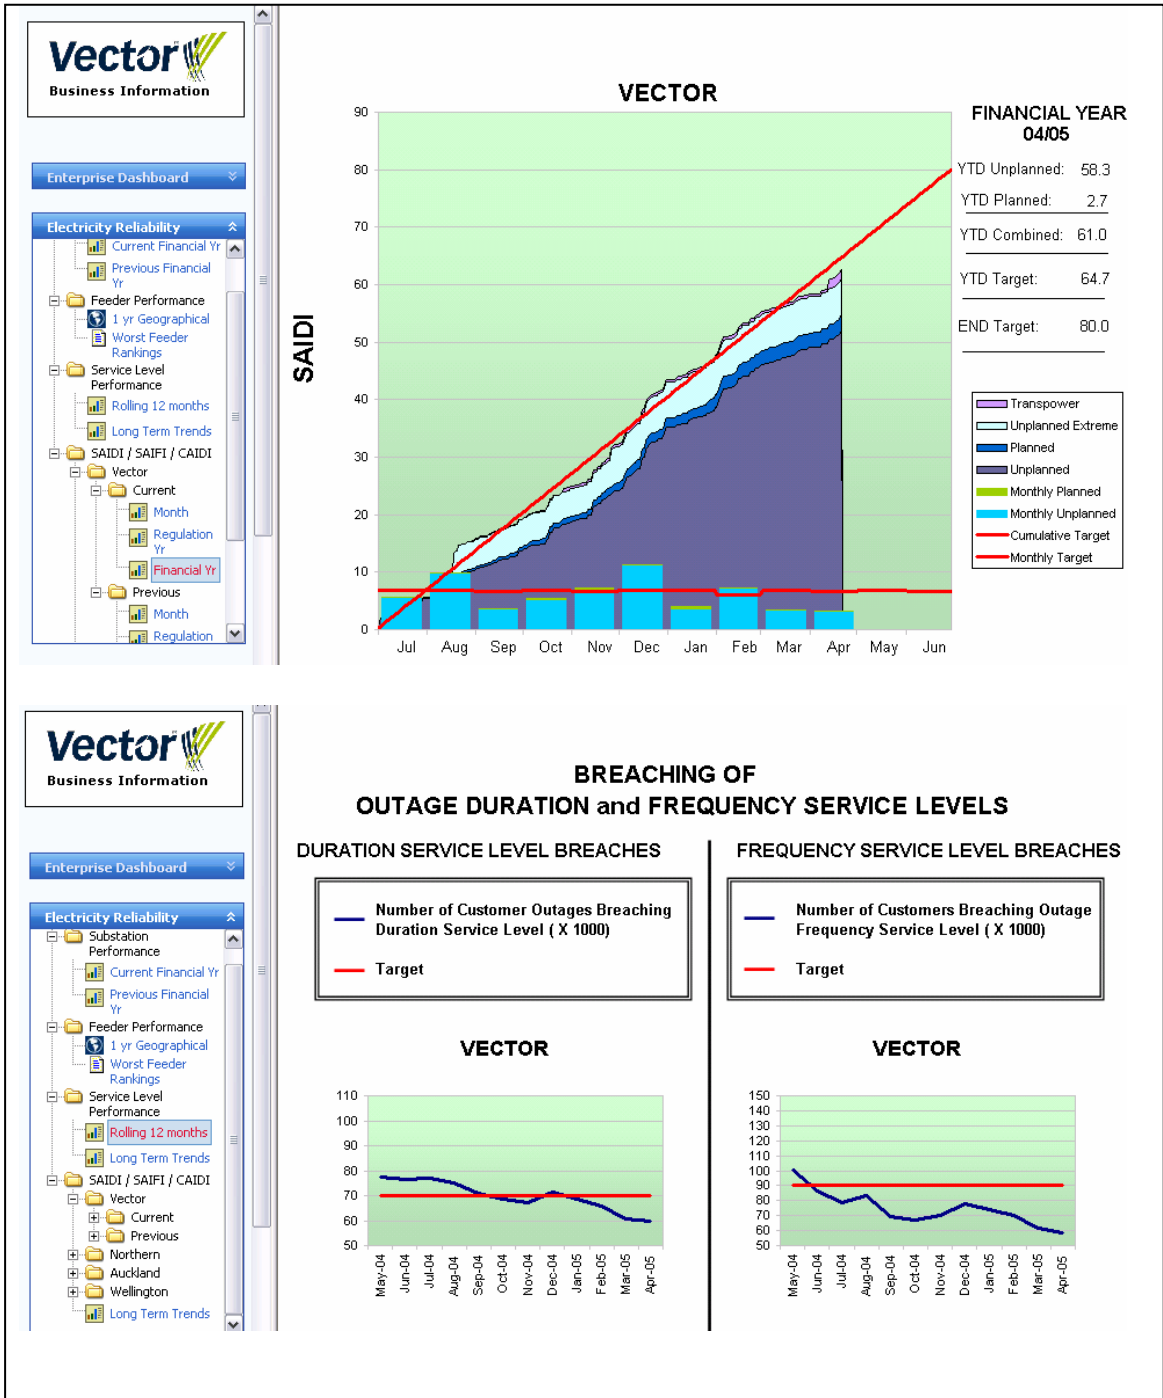 Vector
Business Information
Enterprise Dashboard
Electricity Reliability
Current Financial Yr
Previous Financial
Yr
Feeder Performance
1 yr Geographical
Worst Feeder
Rankings
Service Level
Performance
Rolling 12 months
Long Term Trends
SAIDI / SAIFI / CAIDI
Vector
Current
Month
Regulation
Yr
Financial Yr
Previous
Month
Regulation
VECTOR
SAIDI
90
80
70
60
50
40
30
20
10
0
Jul Aug Sep Oct Nov Dec Jan Feb Mar Apr May Jun
FINANCIAL YEAR
04/05
YTD Unplanned: 58.3
YTD Planned: 2.7
YTD Combined: 61.0
YTD Target: 64.7
END Target: 80.0
Transpower
Unplanned Extreme
Planned
Unplanned
Monthly Planned
Monthly Unplanned
Cumulative Target
Monthly Target
Vector
Business Information
Enterprise Dashboard
Electricity Reliability
Substation
Performance
Current Financial Yr
Previous Financial
Yr
Feeder Performance
1 yr Geographical
Worst Feeder
Rankings
Service Level
Performance
Rolling 12 months
Long Term Trends
SAIDI / SAIFI / CAIDI
Vector
Current
Previous
Northern
Auckland
Wellington
Long Term Trends
BREACHING OF
OUTAGE DURATION and FREQUENCY SERVICE LEVELS
DURATION SERVICE LEVEL BREACHES
Number of Customer Outages Breaching
Duration Service Level ( X 1000)
Target
VECTOR
110
100
90
80
70
60
50
May-04 Jun-04 Jul-04 Aug-04 Sep-04 Oct-04 Nov-04 Dec-04 Jan-05 Feb-05 Mar-05 Apr-05
FREQUENCY SERVICE LEVEL BREACHES
Number of Customers Breaching Outage
Frequency Service Level ( X 1000)
Target
VECTOR
150
140
130
120
110
100
90
80
70
60
50
May-04 Jun-04 Jul-04 Aug-04 Sep-04 Oct-04 Nov-04 Dec-04 Jan-05 Feb-05 Mar-05 Apr-05